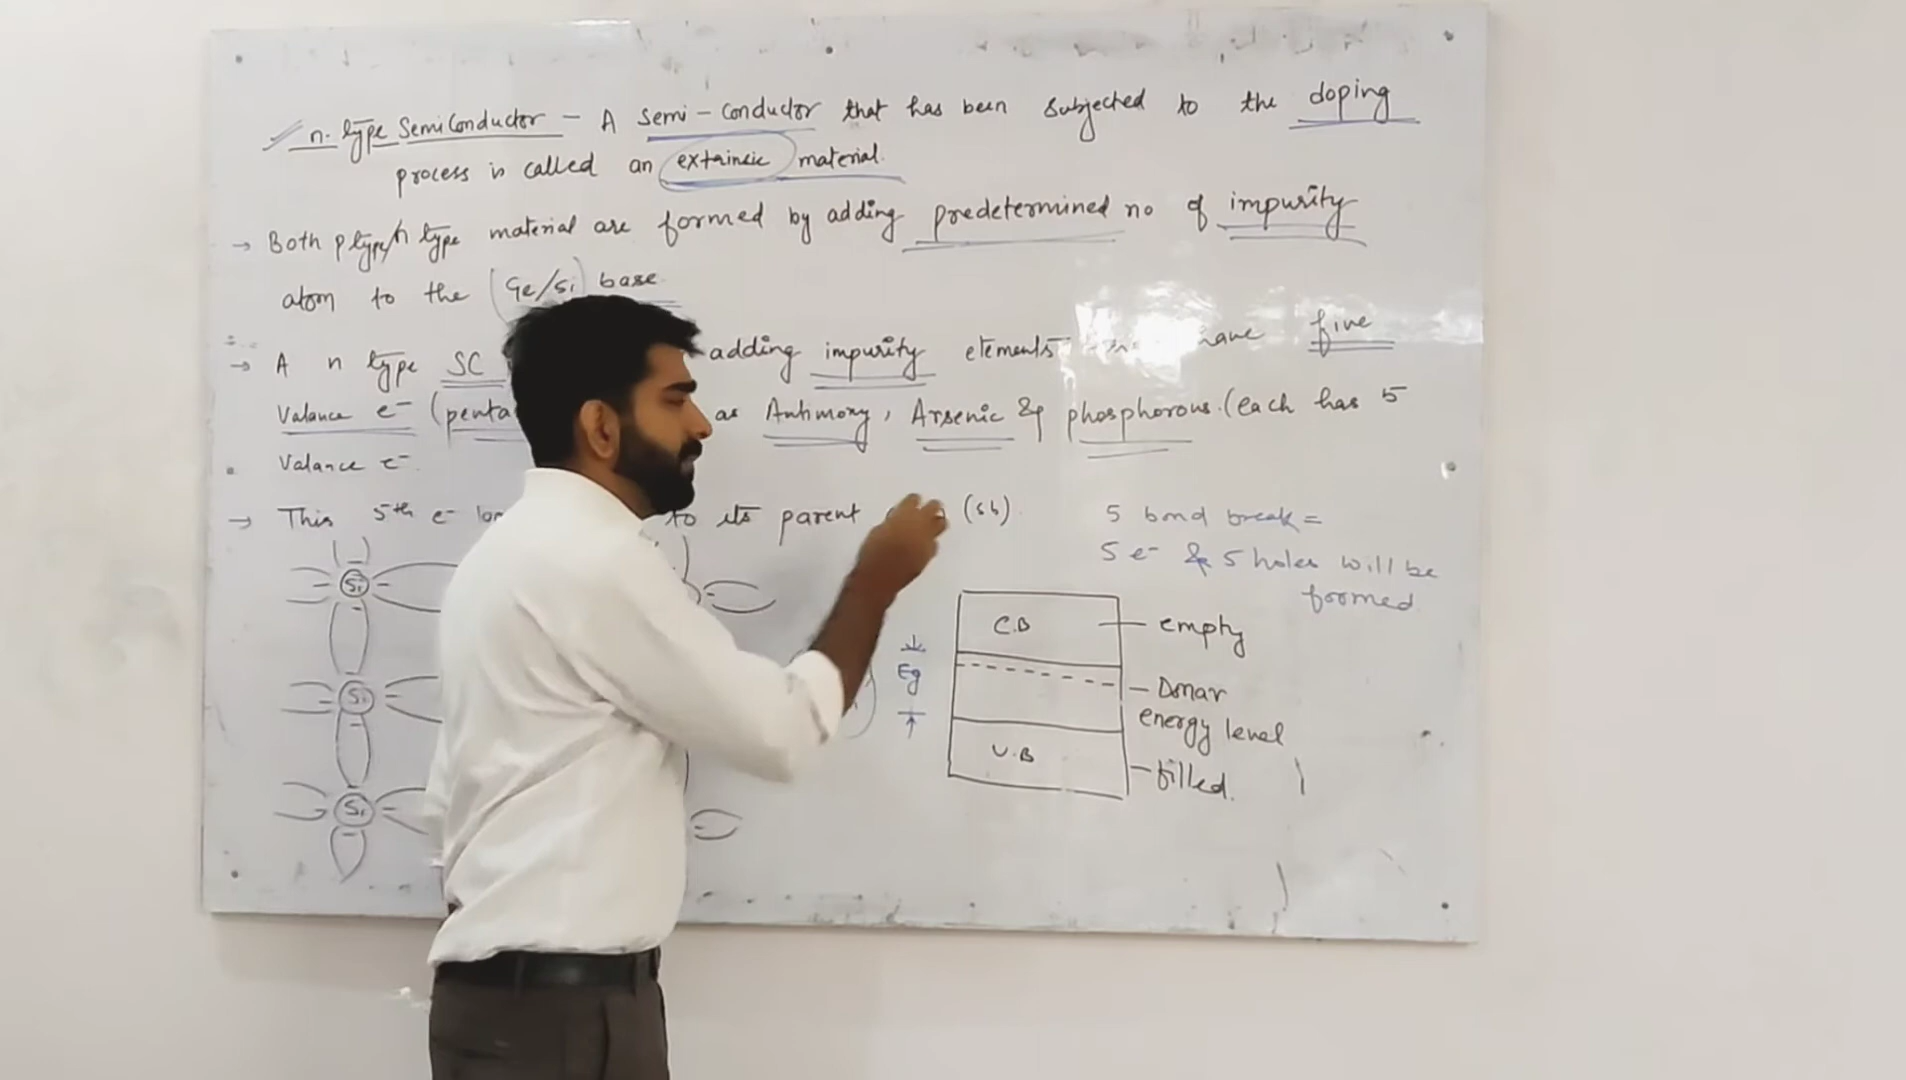 n-type SemiConductor - A Semi-Conductor that has been subjected to the doping
process is called an extrinsic material.
→ Both p type/n type material are formed by adding predetermined no of impurity
atom to the (Ge/Si) base
→ A n type SC adding impurity elements have five
Valance e- (penta as Antimony, Arsenic & phosphorous. (each has 5
Valance e-.
→ This 5th e- to its parent (sb)
5 bond break =
5 e- & 5 holes will be
formed
Si
Si
Si
Eg
C.B
empty
Donar
energy level
V.B
filled.